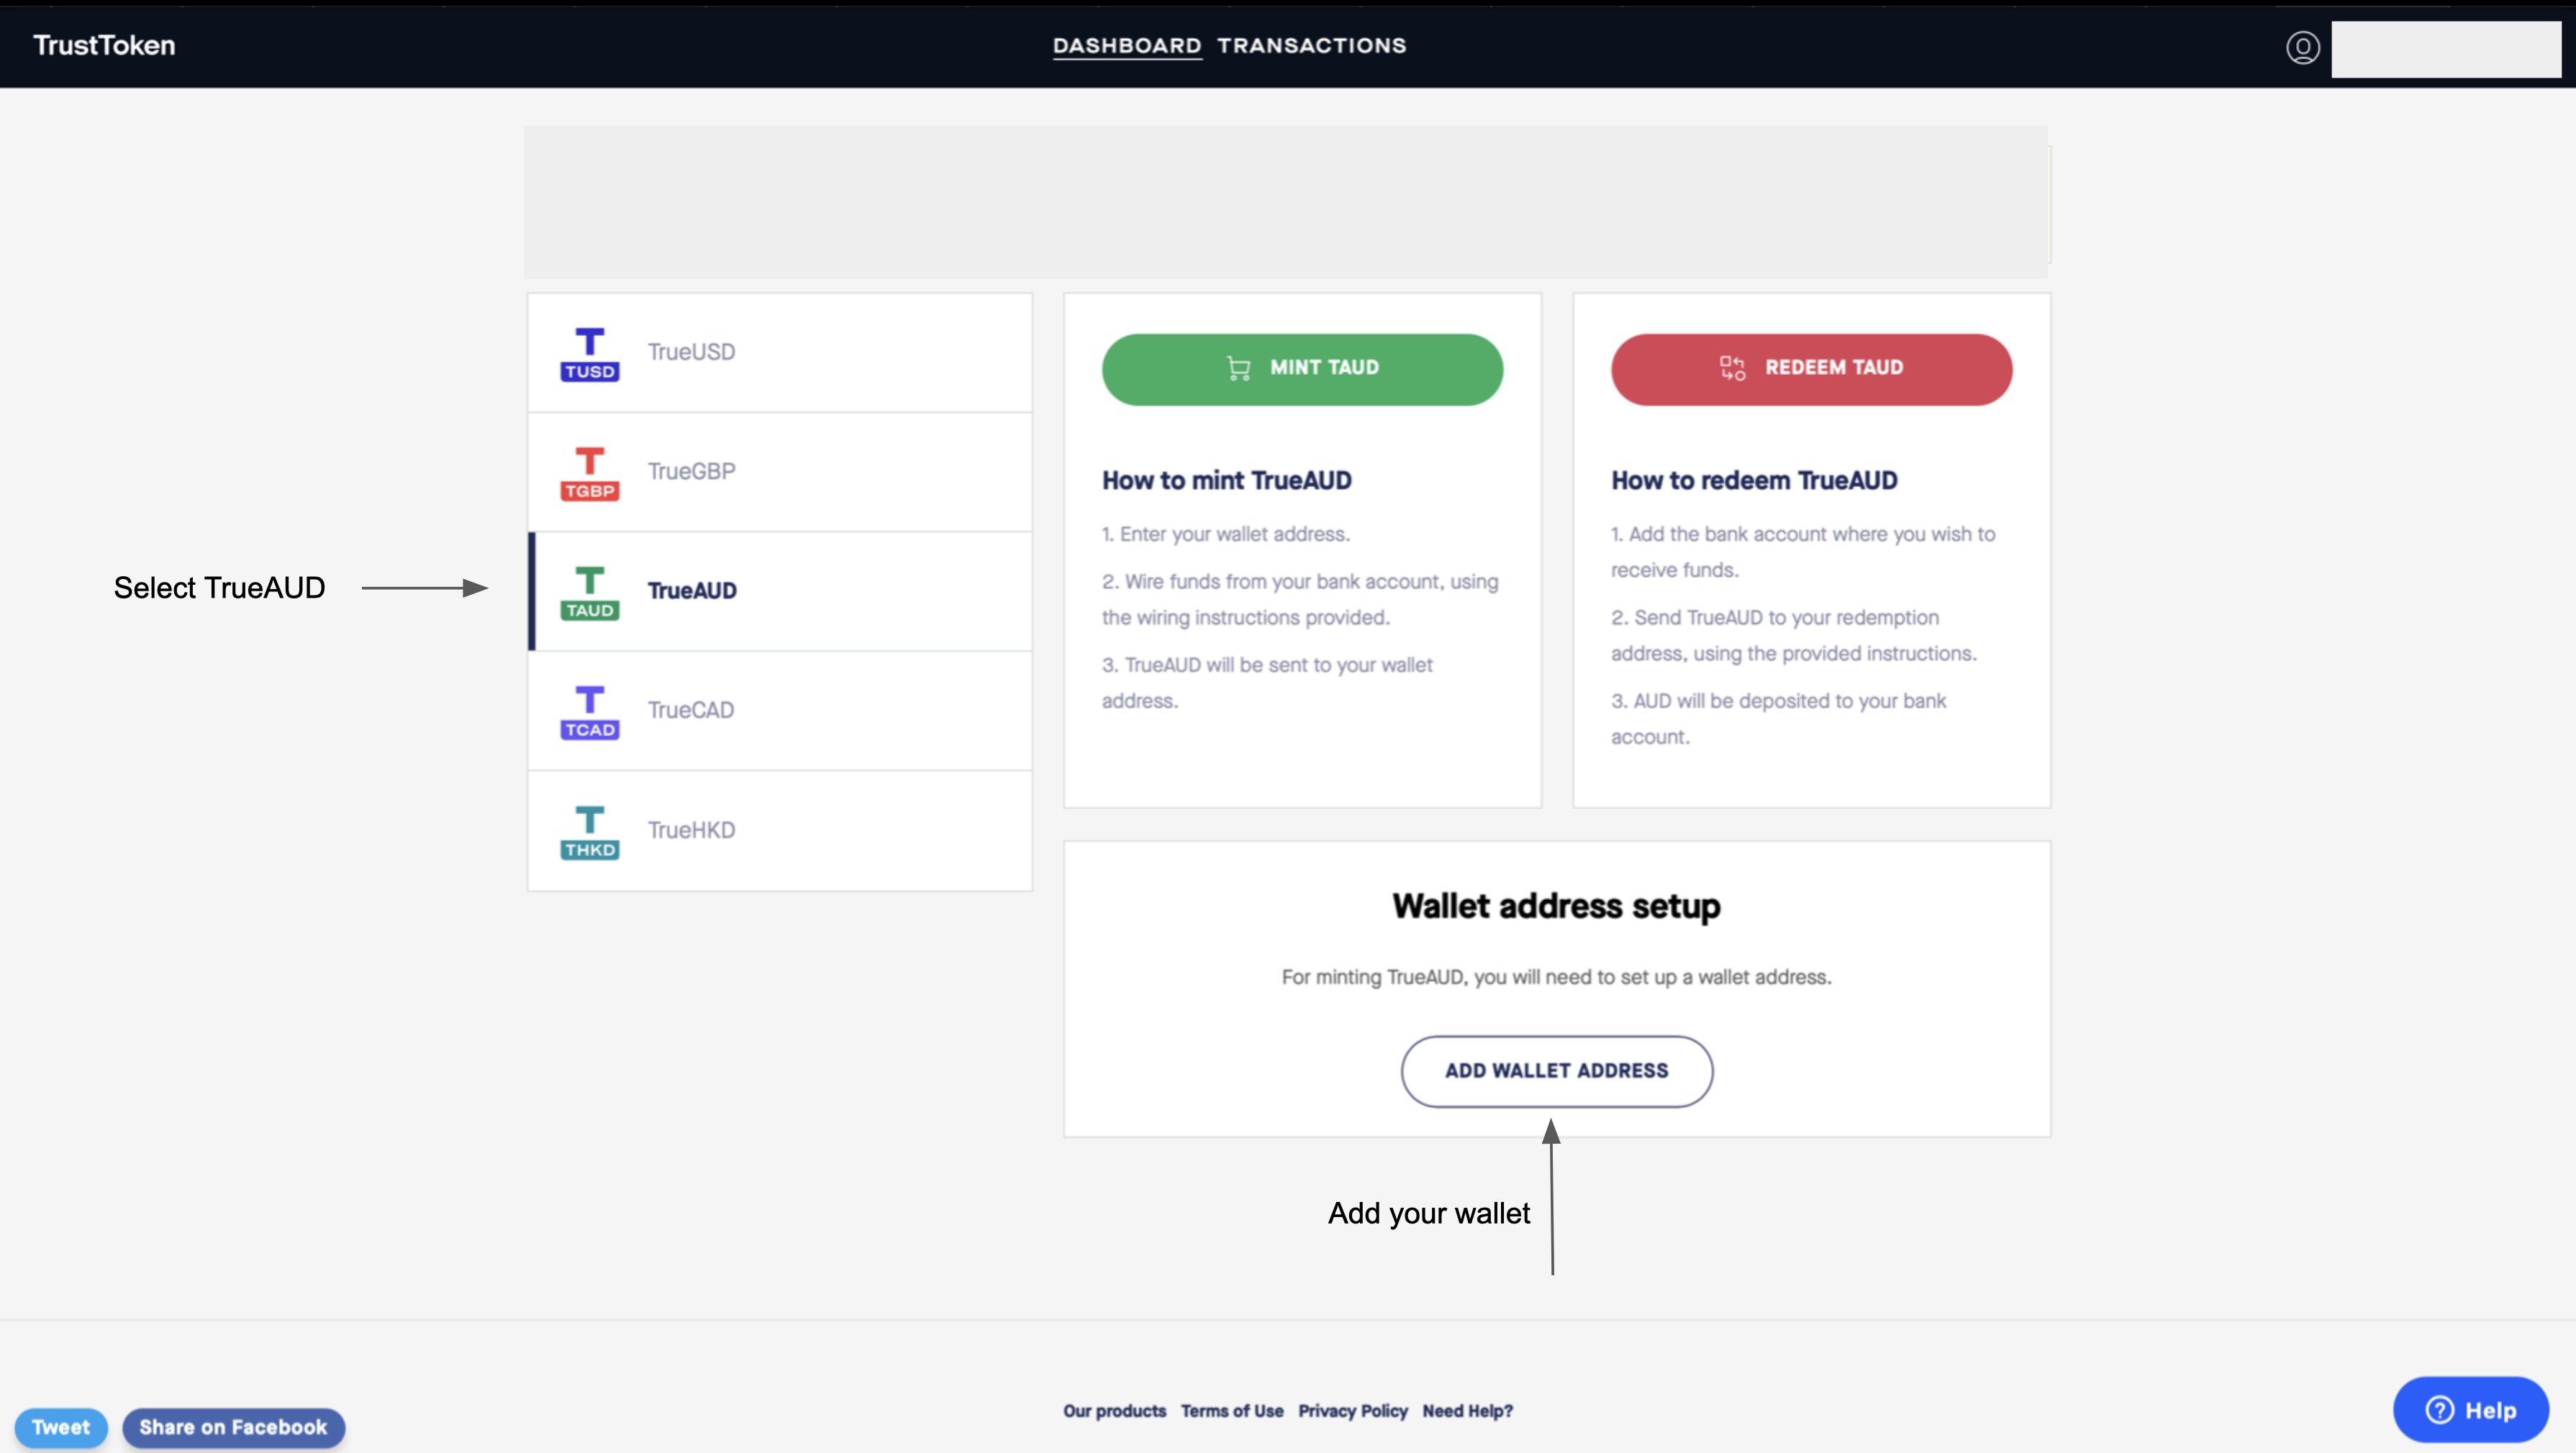 TrustToken
DASHBOARD TRANSACTIONS
T
TUSD
TrueUSD
T
TGBP
TrueGBP
Select TrueAUD
T
TAUD
TrueAUD
T
TCAD
TrueCAD
T
THKD
TrueHKD
MINT TAUD
How to mint TrueAUD
1. Enter your wallet address.
2. Wire funds from your bank account, using
the wiring instructions provided.
3. TrueAUD will be sent to your wallet
address.
REDEEM TAUD
How to redeem TrueAUD
1. Add the bank account where you wish to
receive funds.
2. Send TrueAUD to your redemption
address, using the provided instructions.
3. AUD will be deposited to your bank
account.
Wallet address setup
For minting TrueAUD, you will need to set up a wallet address.
ADD WALLET ADDRESS
Add your wallet
Tweet
Share on Facebook
Our products Terms of Use Privacy Policy Need Help?
? Help